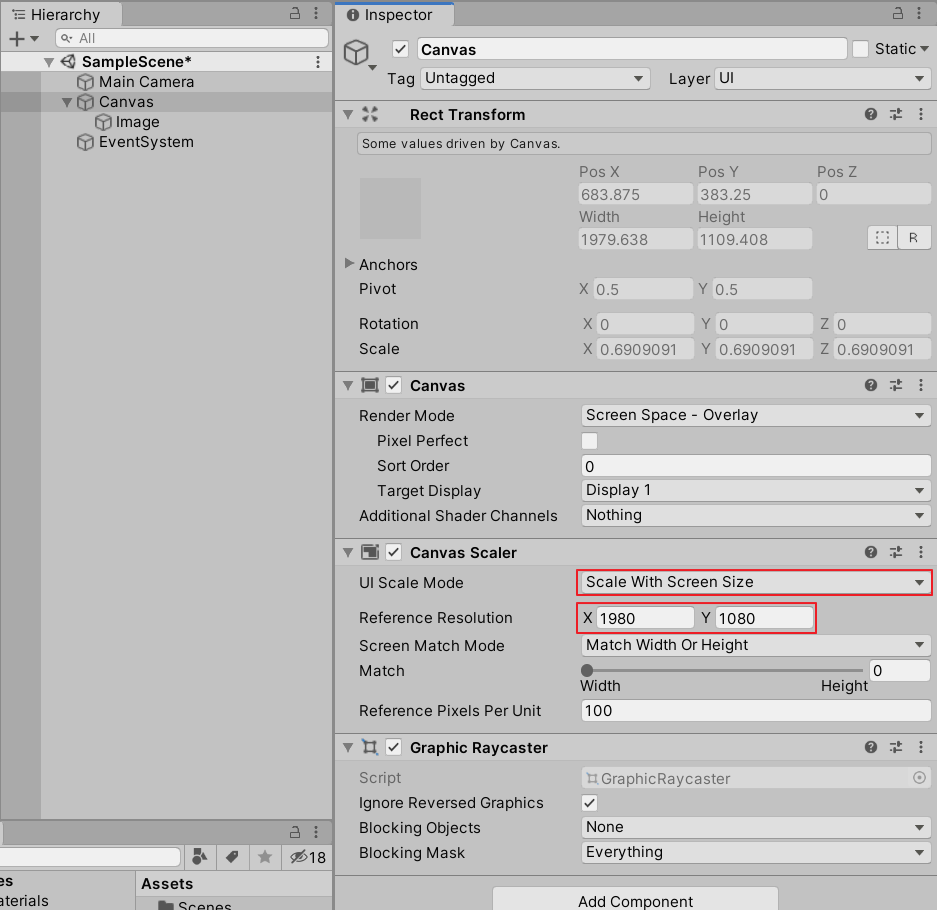 Hierarchy
All
SampleScene*
Main Camera
Canvas
Image
EventSystem
Inspector
Canvas
Static
Tag Untagged Layer UI
Rect Transform
Some values driven by Canvas.
Pos X Pos Y Pos Z
683.875 383.25 0
Width Height
1979.638 1109.408 R
Anchors
Pivot X 0.5 Y 0.5
Rotation X 0 Y 0 Z 0
Scale X 0.6909091 Y 0.6909091 Z 0.6909091
Canvas
Render Mode Screen Space - Overlay
Pixel Perfect
Sort Order 0
Target Display Display 1
Additional Shader Channels Nothing
Canvas Scaler
UI Scale Mode Scale With Screen Size
Reference Resolution X 1980 Y 1080
Screen Match Mode Match Width Or Height
Match 0
Width Height
Reference Pixels Per Unit 100
Graphic Raycaster
Script GraphicRaycaster
Ignore Reversed Graphics
Blocking Objects None
Blocking Mask Everything
Add Component
18
es
aterials
Assets
Scenes